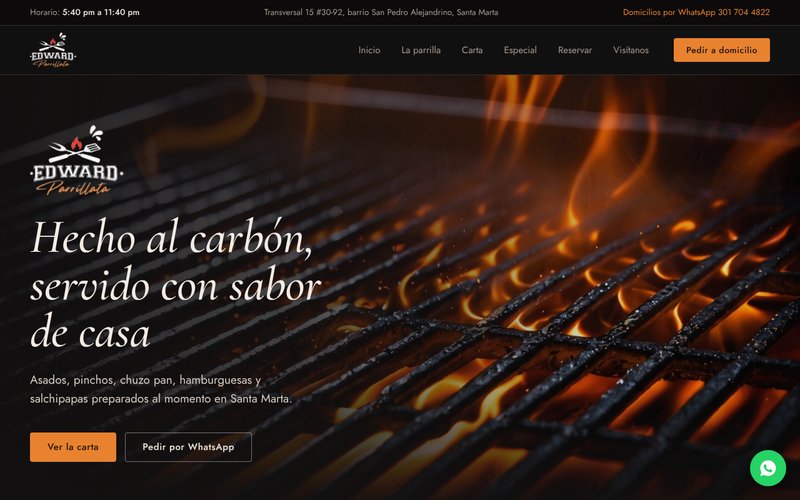 Horario: 5:40 pm a 11:40 pm
Transversal 15 #30-92, barrio San Pedro Alejandrino, Santa Marta
Domicilios por WhatsApp 301 704 4822
EDWARD
Parrillata
Inicio
La parrilla
Carta
Especial
Reservar
Visítanos
Pedir a domicilio
EDWARD
Parrillata
Hecho al carbón,
servido con sabor
de casa
Asados, pinchos, chuzo pan, hamburguesas y
salchipapas preparados al momento en Santa Marta.
Ver la carta
Pedir por WhatsApp